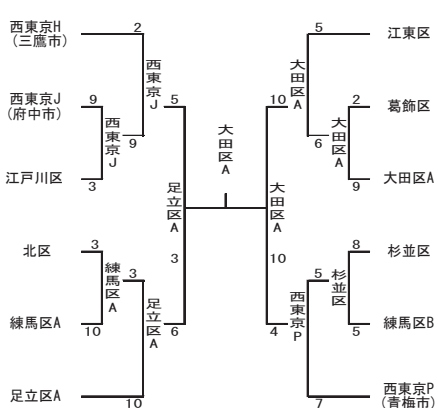 西東京H
(三鷹市)
2
西東京J
西東京J
(府中市)
9
西東京J
9
江戸川区
3
5
足立区A
3
北区
3
練馬区A
3
練馬区A
10
足立区A
6
足立区A
10
大田区A
5
江東区
大田区A
10
2
葛飾区
大田区A
6
9
大田区A
大田区A
10
8
杉並区
5
杉並区
西東京P
4
5
練馬区B
7
西東京P
(青梅市)